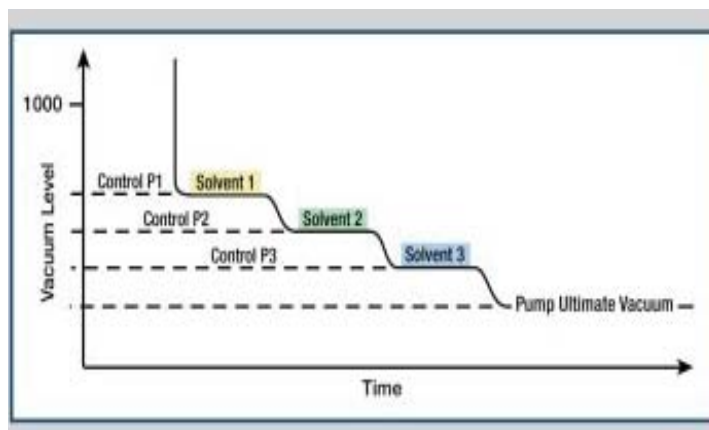 1000
Control P1
Solvent 1
Control P2
Solvent 2
Control P3
Solvent 3
Pump Ultimate Vacuum
Vacuum Level
Time